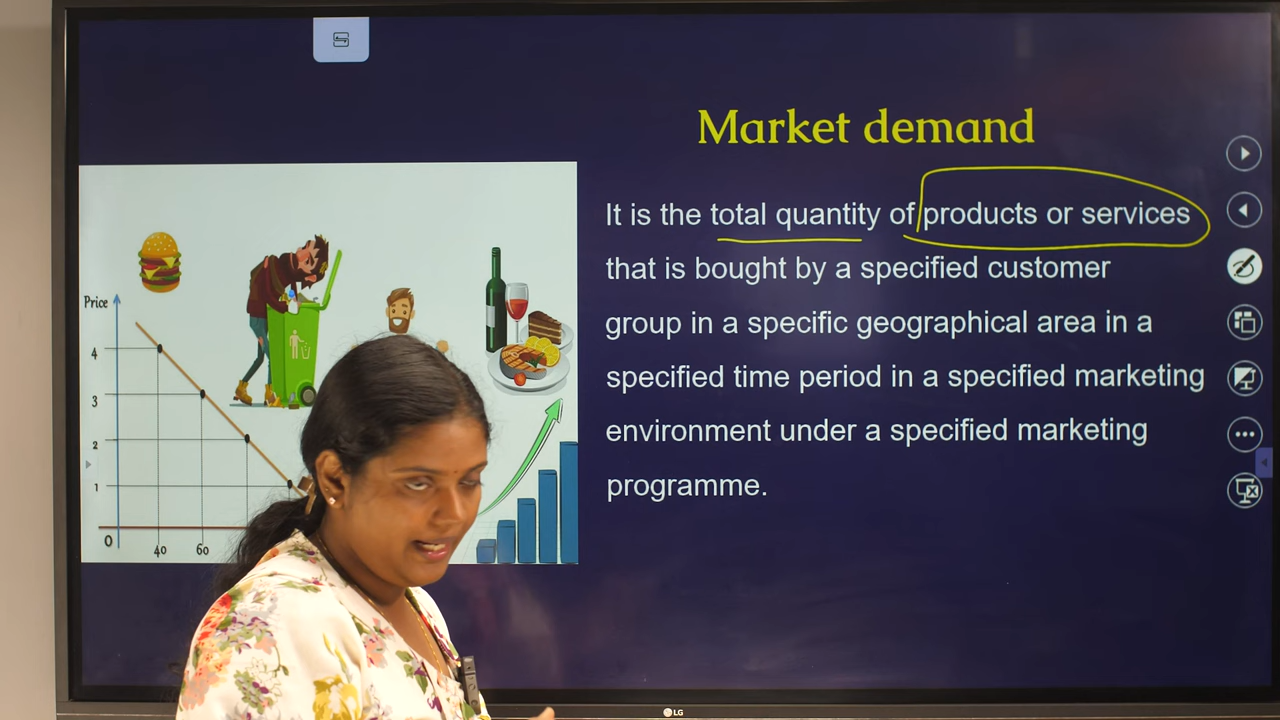 Market demand
It is the total quantity of products or services
that is bought by a specified customer
group in a specific geographical area in a
specified time period in a specified marketing
environment under a specified marketing
programme.
Price
4
3
2
1
0
40
60
LG